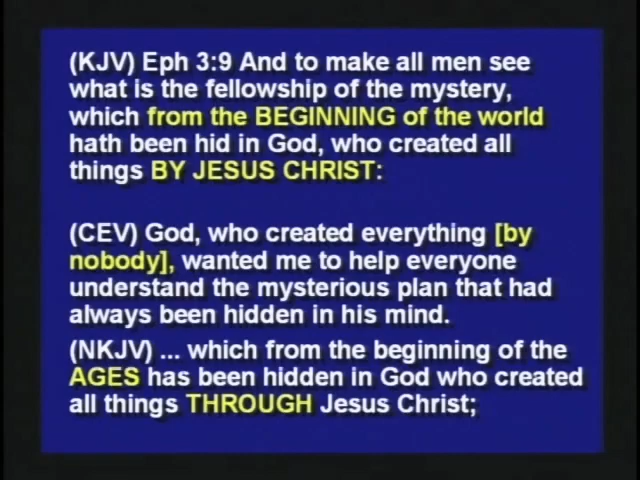 (KJV) Eph 3:9 And to make all men see
what is the fellowship of the mystery,
which from the BEGINNING of the world
hath been hid in God, who created all
things BY JESUS CHRIST:
(CEV) God, who created everything [by
nobody], wanted me to help everyone
understand the mysterious plan that had
always been hidden in his mind.
(NKJV) ... which from the beginning of the
AGES has been hidden in God who created
all things THROUGH Jesus Christ;